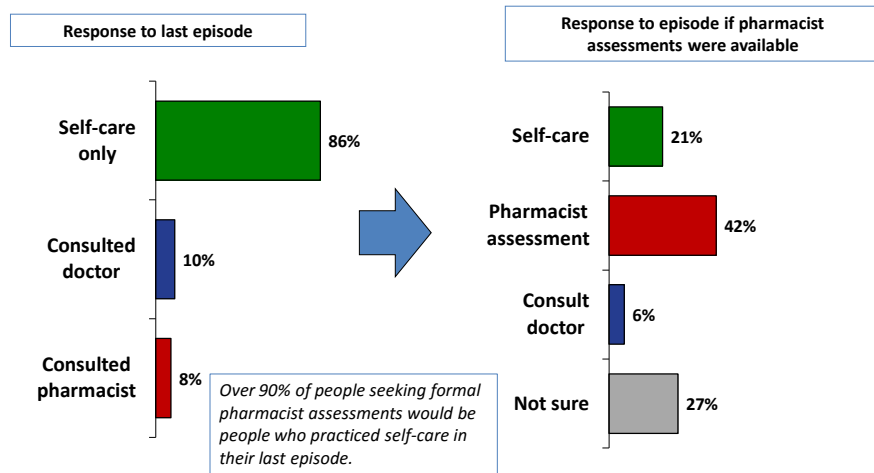 Response to last episode
Self-care
only
86%
Consulted
doctor
10%
Consulted
pharmacist
8%
Over 90% of people seeking formal
pharmacist assessments would be
people who practiced self-care in
their last episode.
Response to episode if pharmacist
assessments were available
Self-care
21%
Pharmacist
assessment
42%
Consult
doctor
6%
Not sure
27%